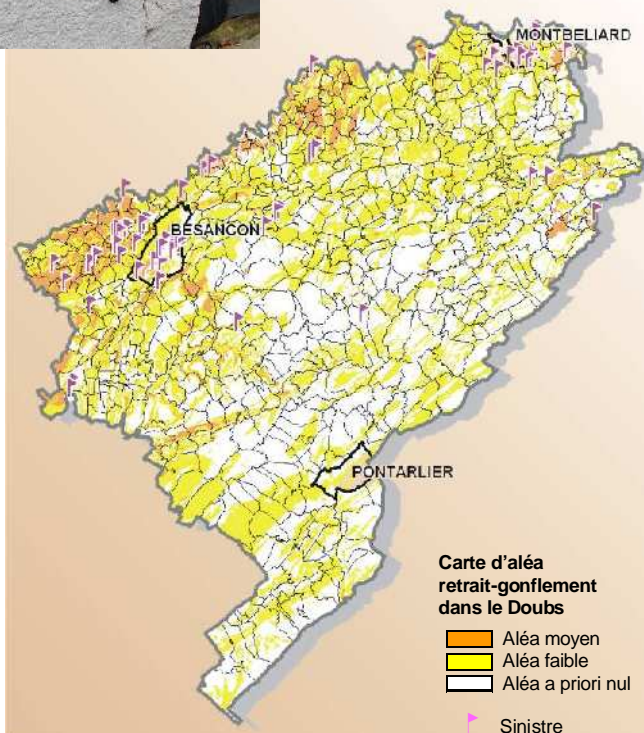 MONTBELIARD
BESANCON
PONTARLIER
Carte d'aléa
retrait-gonflement
dans le Doubs
Aléa moyen
Aléa faible
Aléa a priori nul
Sinistre